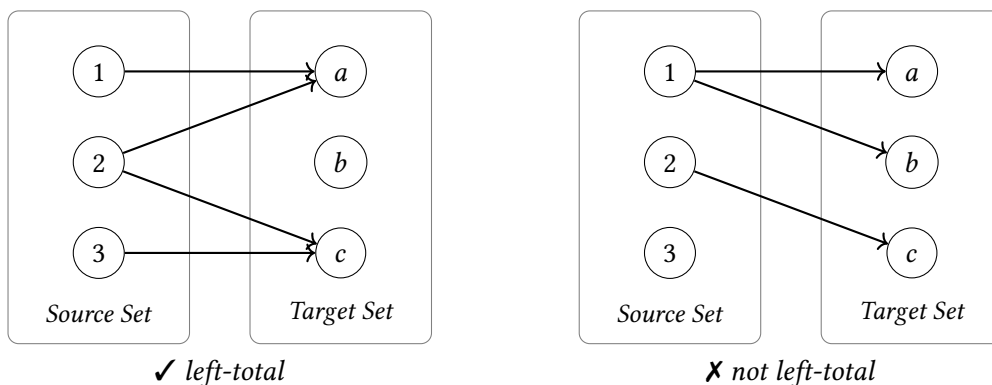 1 a 1 a
2 b 2 b
3 c 3 c
Source Set Target Set Source Set Target Set
✓ left-total ✗ not left-total